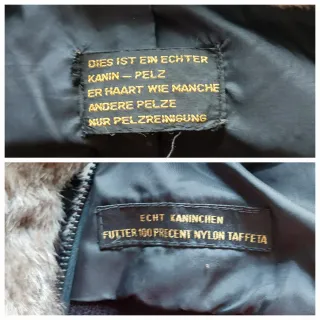 DIES IST EIN ECHTER
KANIN — PELZ
ER HAART WIE MANCHE
ANDERE PELZE
NUR PELZREINIGUNG
ECHT KANINCHEN
FUTTER 100 PRECENT NYLON TAFFETA